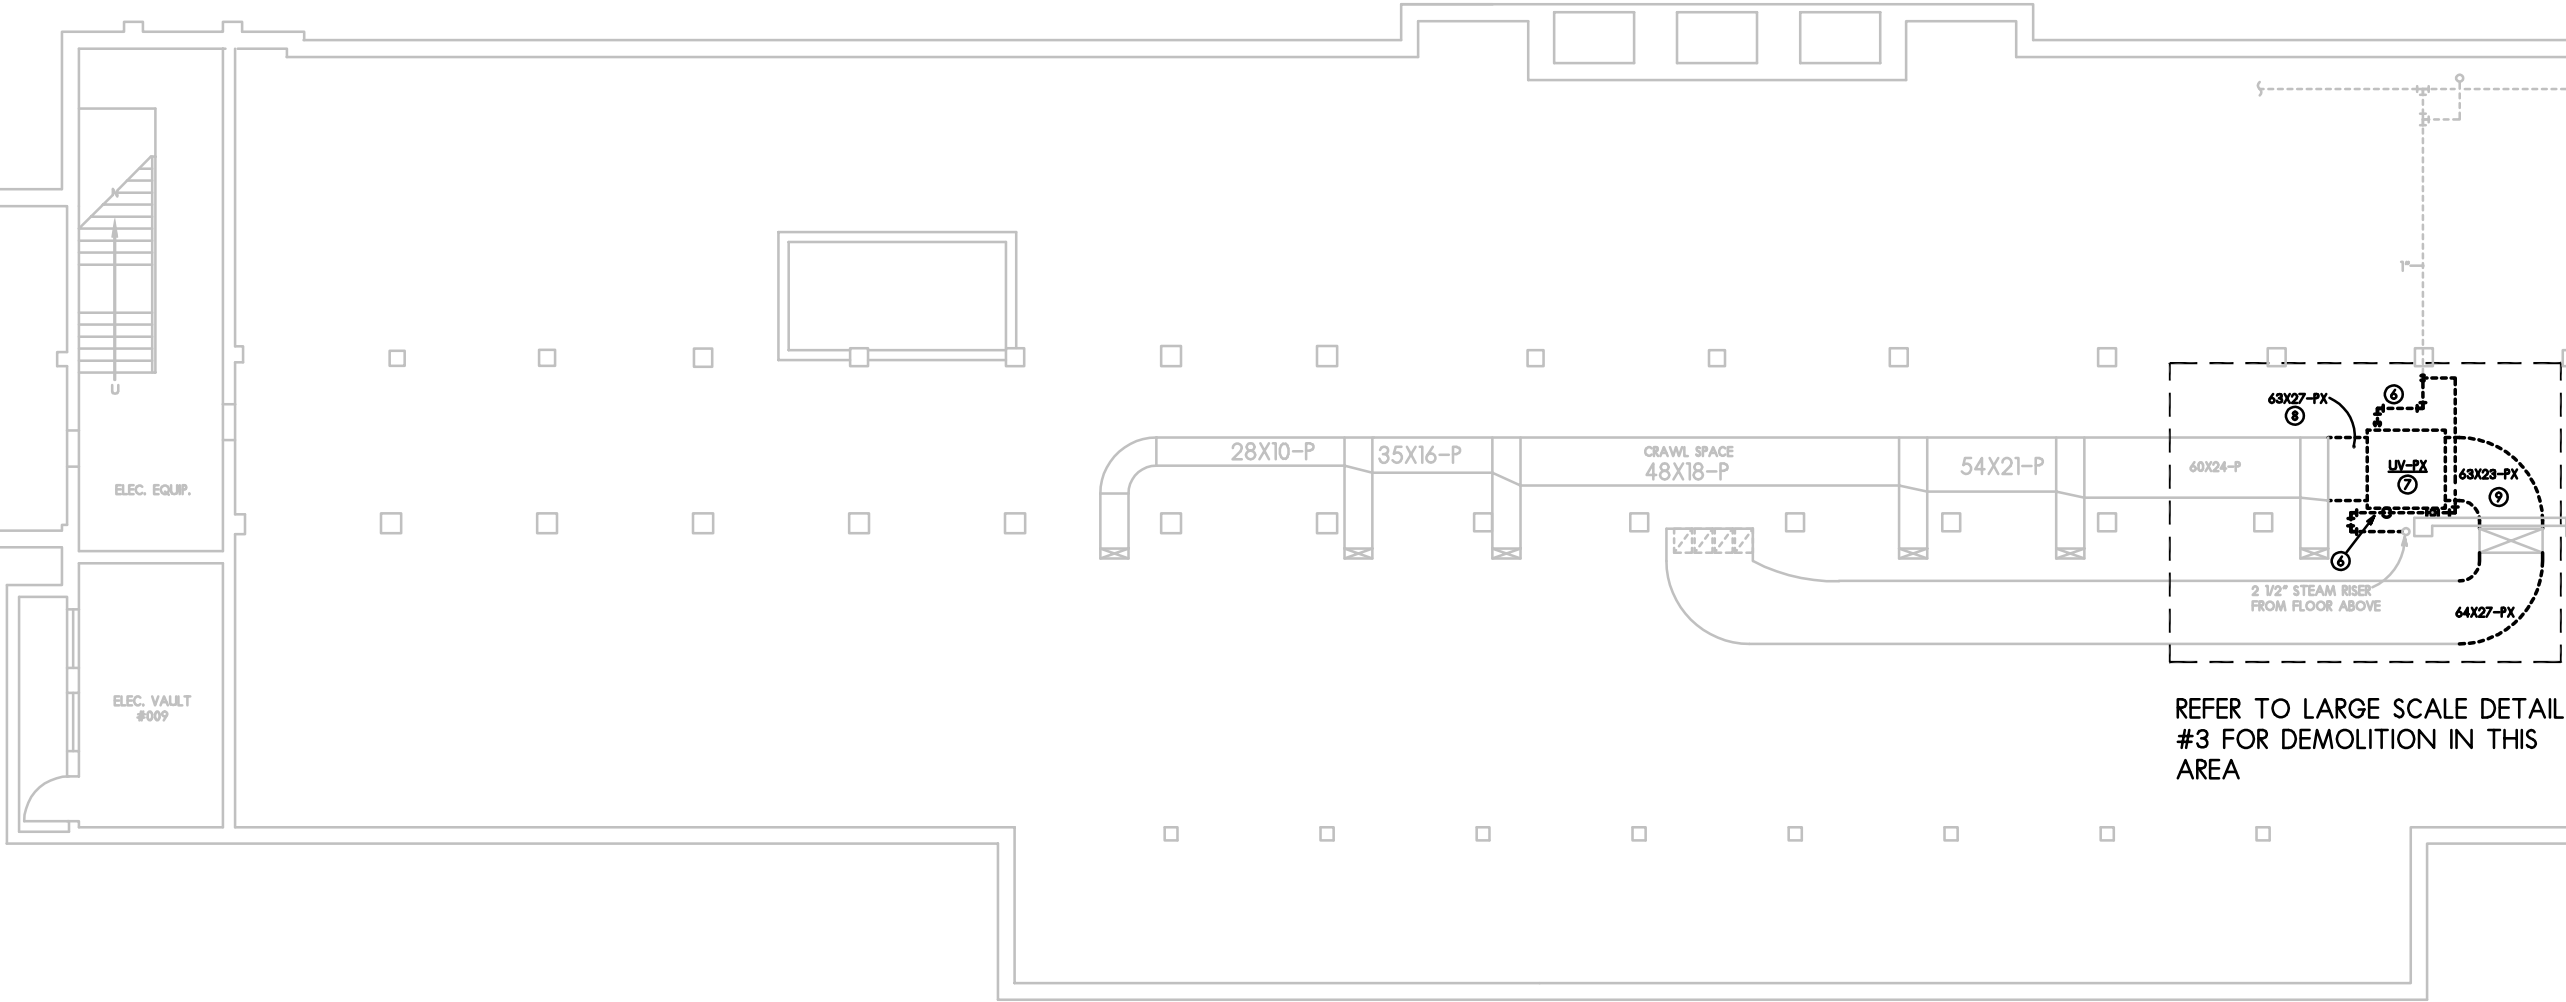 N
U
ELEC. EQUIP.
ELEC. VAULT
#009
28X10-P
35X16-P
CRAWL SPACE
48X18-P
54X21-P
60X24-P
1"
63X27-PX
8
6
UV-PX
7
63X23-PX
9
6
2 1/2" STEAM RISER
FROM FLOOR ABOVE
64X27-PX
REFER TO LARGE SCALE DETAIL
#3 FOR DEMOLITION IN THIS
AREA